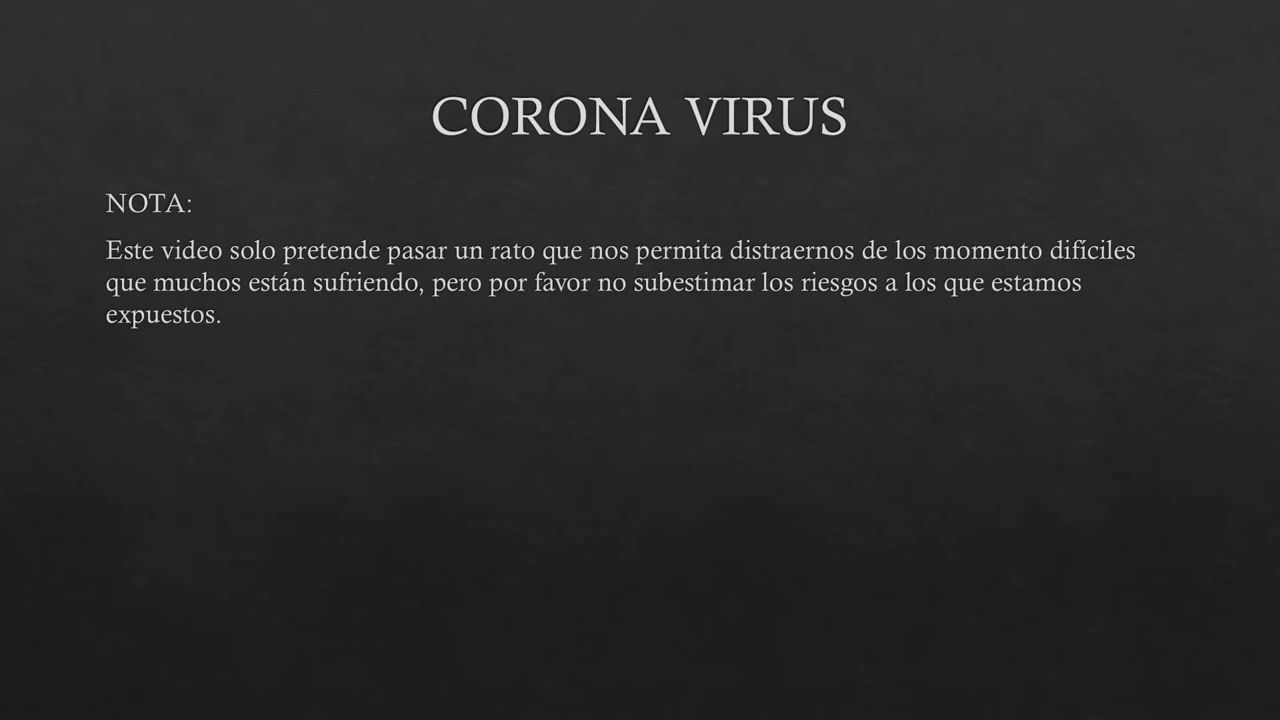 CORONA VIRUS
NOTA:
Este video solo pretende pasar un rato que nos permita distraernos de los momento difíciles
que muchos están sufriendo, pero por favor no subestimar los riesgos a los que estamos
expuestos.